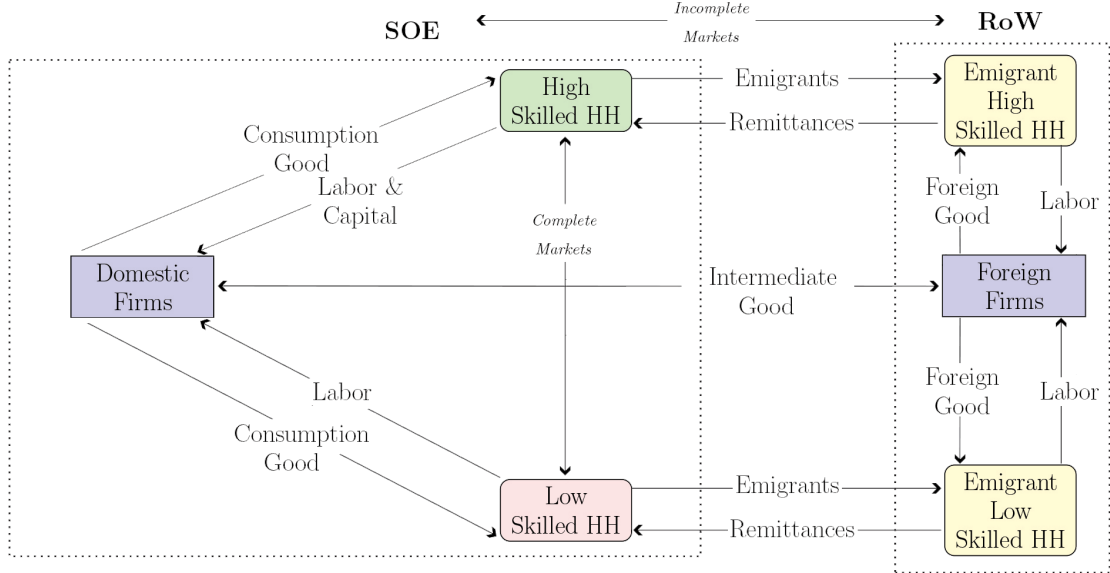 Incomplete
Markets
SOE
RoW
High
Skilled HH
Emigrants
Remittances
Emigrant
High
Skilled HH
Consumption
Good
Labor &
Capital
Foreign
Good
Labor
Complete
Markets
Domestic
Firms
Intermediate
Good
Foreign
Firms
Labor
Consumption
Good
Foreign
Good
Labor
Low
Skilled HH
Emigrants
Remittances
Emigrant
Low
Skilled HH